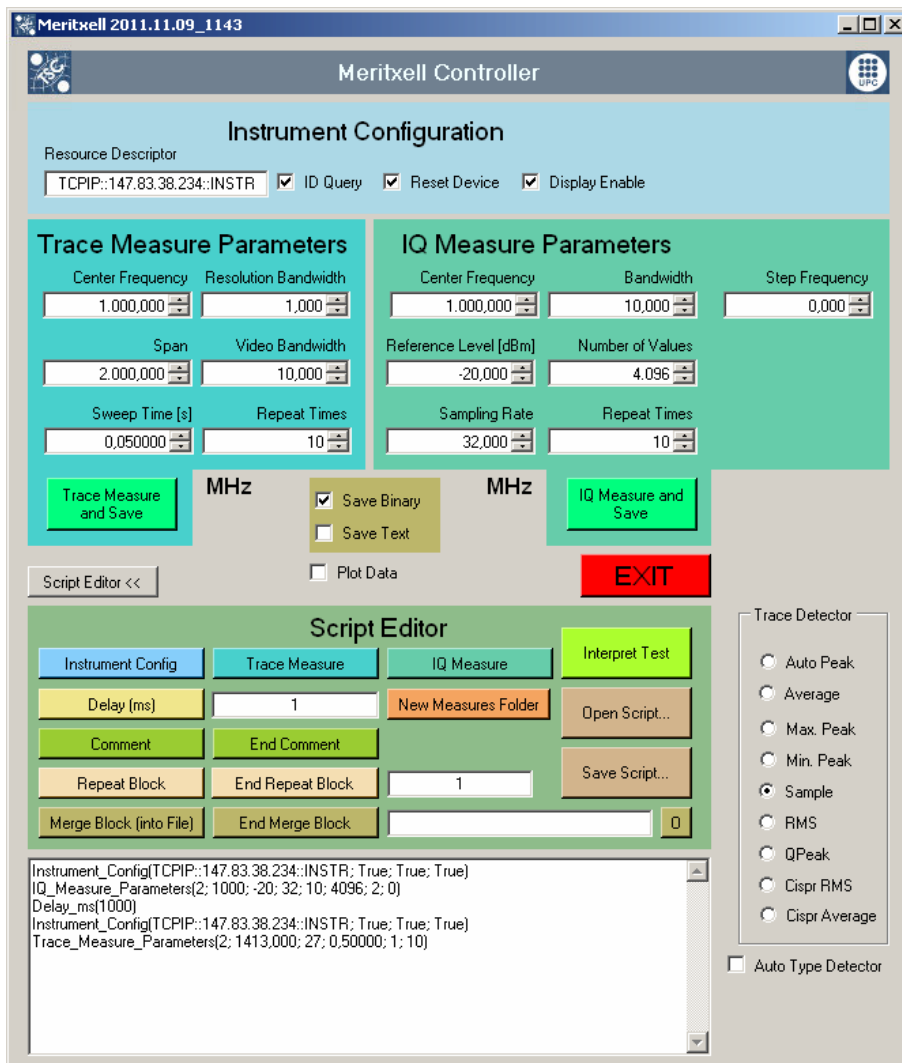 Meritxell 2011.11.09_1143
TSC
Meritxell Controller
UPC
Instrument Configuration
Resource Descriptor
TCPIP::147.83.38.234::INSTR ID Query Reset Device Display Enable
Trace Measure Parameters
Center Frequency Resolution Bandwidth
1.000,000 1,000
Span Video Bandwidth
2.000,000 10,000
Sweep Time [s] Repeat Times
0,050000 10
Trace Measure
and Save
MHz
IQ Measure Parameters
Center Frequency Bandwidth Step Frequency
1.000,000 10,000 0,000
Reference Level [dBm] Number of Values
-20,000 4.096
Sampling Rate Repeat Times
32,000 10
MHz
IQ Measure and
Save
Save Binary
Save Text
Plot Data
Script Editor <<
EXIT
Script Editor
Instrument Config Trace Measure IQ Measure Interpret Test
Delay (ms) 1 New Measures Folder Open Script...
Comment End Comment
Repeat Block End Repeat Block 1 Save Script...
Merge Block (into File) End Merge Block 0
Instrument_Config(TCPIP::147.83.38.234::INSTR; True; True; True)
IQ_Measure_Parameters(2; 1000; -20; 32; 10; 4096; 2; 0)
Delay_ms(1000)
Instrument_Config(TCPIP::147.83.38.234::INSTR; True; True; True)
Trace_Measure_Parameters(2; 1413,000; 27; 0,50000; 1; 10)
Trace Detector
Auto Peak
Average
Max. Peak
Min. Peak
Sample
RMS
QPeak
Cispr RMS
Cispr Average
Auto Type Detector